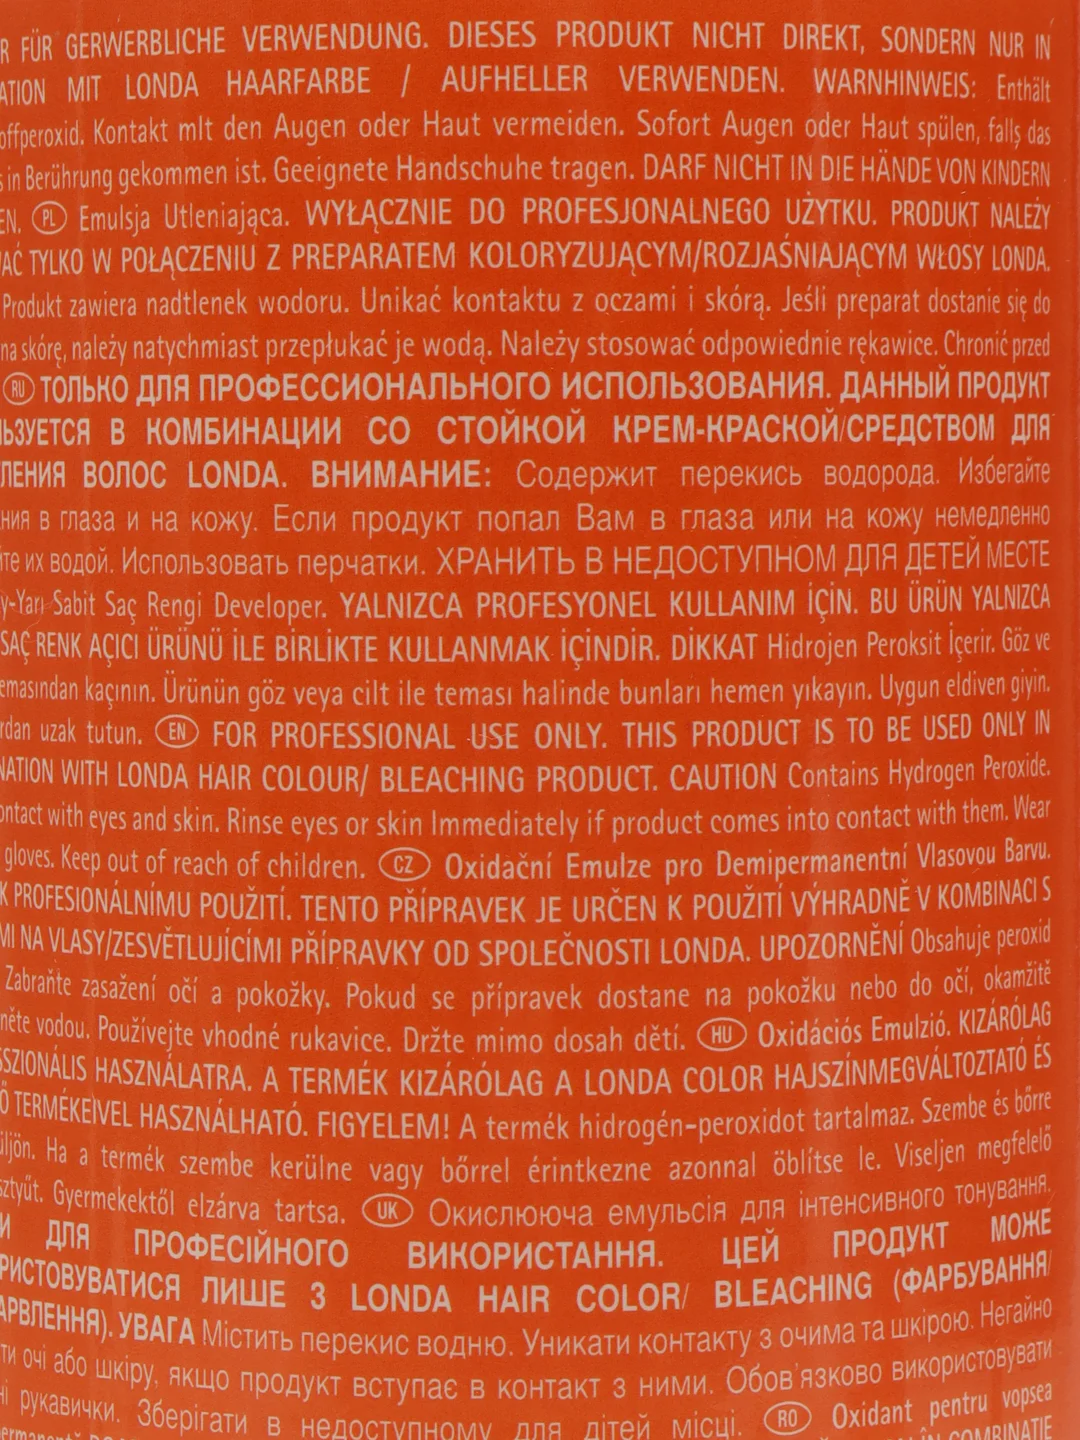 R FÜR GERWERBLICHE VERWENDUNG. DIESES PRODUKT NICHT DIREKT, SONDERN NUR IN
ATION MIT LONDA HAARFARBE / AUFHELLER VERWENDEN. WARNHINWEIS: Enthält
offperoxid. Kontakt mIt den Augen oder Haut vermeiden. Sofort Augen oder Haut spülen, falls das
s in Berührung gekommen ist. Geeignete Handschuhe tragen. DARF NICHT IN DIE HÄNDE VON KINDERN
EN. PL Emulsja Utleniająca. WYŁĄCZNIE DO PROFESJONALNEGO UŻYTKU. PRODUKT NALEŻY
AĆ TYLKO W POŁĄCZENIU Z PREPARATEM KOLORYZUJĄCYM/ROZJAŚNIAJĄCYM WŁOSY LONDA.
Produkt zawiera nadtlenek wodoru. Unikać kontaktu z oczami i skórą. Jeśli preparat dostanie się do
na skórę, należy natychmiast przepłukać je wodą. Należy stosować odpowiednie rękawice. Chronić przed
RU ТОЛЬКО ДЛЯ ПРОФЕССИОНАЛЬНОГО ИСПОЛЬЗОВАНИЯ. ДАННЫЙ ПРОДУКТ
ЬЗУЕТСЯ В КОМБИНАЦИИ СО СТОЙКОЙ КРЕМ-КРАСКОЙ/СРЕДСТВОМ ДЛЯ
ЛЕНИЯ ВОЛОС LONDA. ВНИМАНИЕ: Содержит перекись водорода. Избегайте
ния в глаза и на кожу. Если продукт попал Вам в глаза или на кожу немедленно
йте их водой. Использовать перчатки. ХРАНИТЬ В НЕДОСТУПНОМ ДЛЯ ДЕТЕЙ МЕСТЕ
y-Yarı Sabit Saç Rengi Developer. YALNIZCA PROFESYONEL KULLANIM İÇİN. BU ÜRÜN YALNIZCA
SAÇ RENK AÇICI ÜRÜNÜ İLE BİRLİKTE KULLANMAK İÇİNDİR. DİKKAT Hidrojen Peroksit İçerir. Göz ve
emasından kaçının. Ürünün göz veya cilt ile teması halinde bunları hemen yıkayın. Uygun eldiven giyin.
rdan uzak tutun. EN FOR PROFESSIONAL USE ONLY. THIS PRODUCT IS TO BE USED ONLY IN
NATION WITH LONDA HAIR COLOUR/ BLEACHING PRODUCT. CAUTION Contains Hydrogen Peroxide.
ontact with eyes and skin. Rinse eyes or skin Immediately if product comes into contact with them. Wear
gloves. Keep out of reach of children. CZ Oxidační Emulze pro Demipermanentní Vlasovou Barvu.
K PROFESIONÁLNÍMU POUŽITÍ. TENTO PŘÍPRAVEK JE URČEN K POUŽITÍ VÝHRADNĚ V KOMBINACI S
MI NA VLASY/ZESVĚTLUJÍCÍMI PŘÍPRAVKY OD SPOLEČNOSTI LONDA. UPOZORNĚNÍ Obsahuje peroxid
Zabraňte zasažení očí a pokožky. Pokud se přípravek dostane na pokožku nebo do očí, okamžitě
něte vodou. Používejte vhodné rukavice. Držte mimo dosah dětí. HU Oxidációs Emulzió. KIZÁRÓLAG
SSZIONÁLIS HASZNÁLATRA. A TERMÉK KIZÁRÓLAG A LONDA COLOR HAJSZÍNMEGVÁLTOZTATÓ ÉS
Ő TERMÉKEIVEL HASZNÁLHATÓ. FIGYELEM! A termék hidrogén-peroxidot tartalmaz. Szembe és bőrre
üljön. Ha a termék szembe kerülne vagy bőrrel érintkezne azonnal öblítse le. Viseljen megfelelő
sztyűt. Gyermekektől elzárva tartsa. UK Окислююча емульсія для інтенсивного тонування.
И ДЛЯ ПРОФЕСІЙНОГО ВИКОРИСТАННЯ. ЦЕЙ ПРОДУКТ МОЖЕ
РИСТОВУВАТИСЯ ЛИШЕ З LONDA HAIR COLOR/ BLEACHING (ФАРБУВАННЯ/
АРВЛЕННЯ). УВАГА Містить перекис водню. Уникати контакту з очима та шкірою. Негайно
ти очі або шкіру, якщо продукт вступає в контакт з ними. Обов'язково використовувати
ні рукавички. Зберігати в недоступному для дітей місці. RO Oxidant pentru vopsea
ÎN COMBINAȚIE